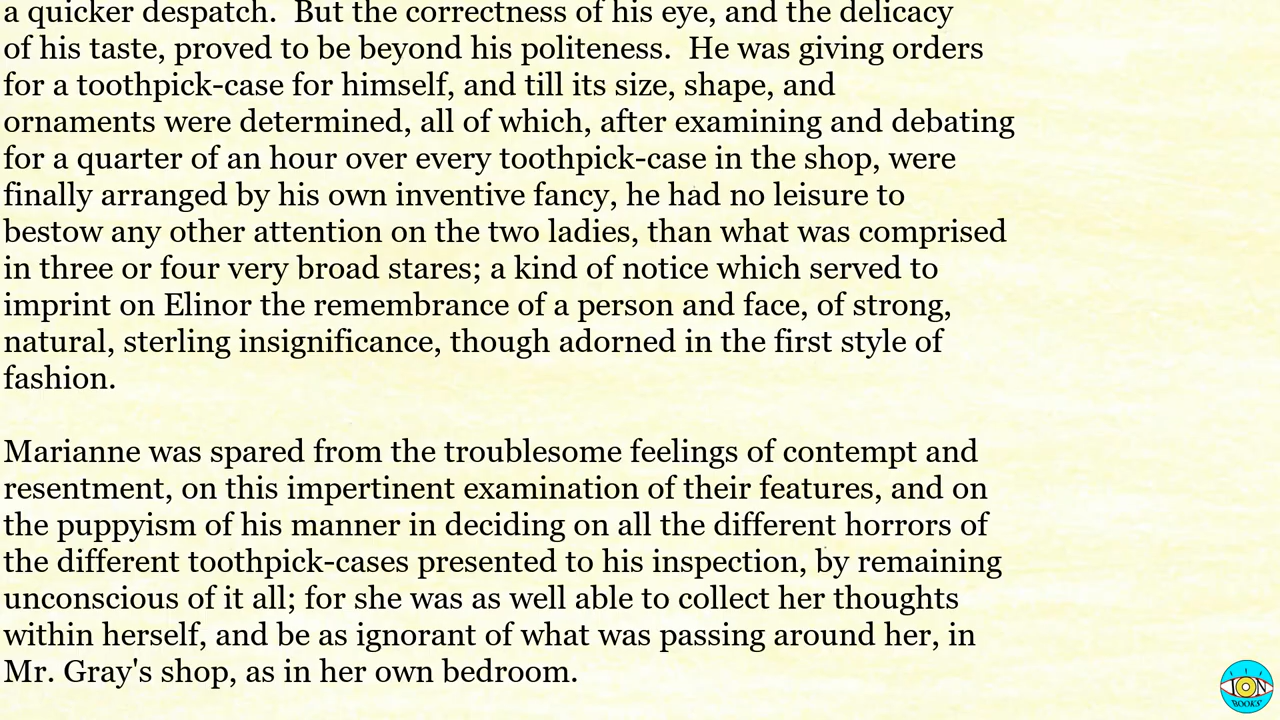 a quicker despatch.  But the correctness of his eye, and the delicacy
of his taste, proved to be beyond his politeness.  He was giving orders
for a toothpick-case for himself, and till its size, shape, and
ornaments were determined, all of which, after examining and debating
for a quarter of an hour over every toothpick-case in the shop, were
finally arranged by his own inventive fancy, he had no leisure to
bestow any other attention on the two ladies, than what was comprised
in three or four very broad stares; a kind of notice which served to
imprint on Elinor the remembrance of a person and face, of strong,
natural, sterling insignificance, though adorned in the first style of
fashion.

Marianne was spared from the troublesome feelings of contempt and
resentment, on this impertinent examination of their features, and on
the puppyism of his manner in deciding on all the different horrors of
the different toothpick-cases presented to his inspection, by remaining
unconscious of it all; for she was as well able to collect her thoughts
within herself, and be as ignorant of what was passing around her, in
Mr. Gray's shop, as in her own bedroom.
ION
BOOKS